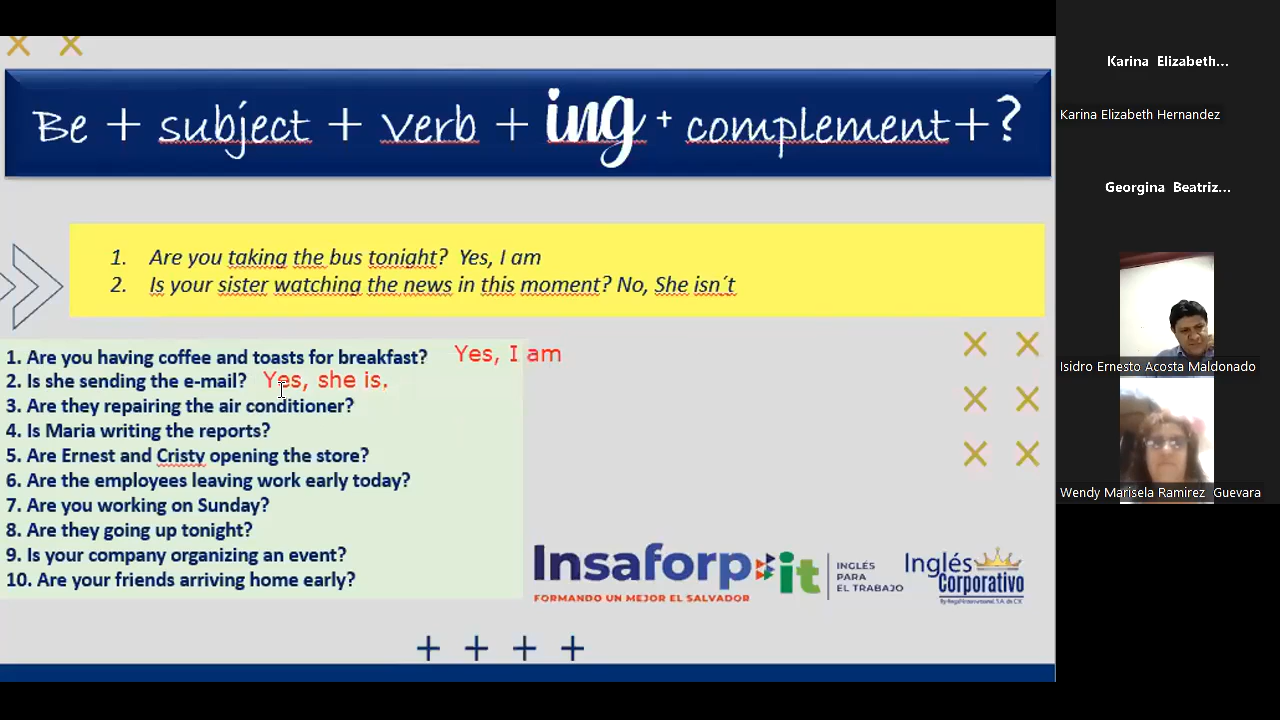 Be + subject + verb + ing + complement+?
1. Are you taking the bus tonight? Yes, I am
2. Is your sister watching the news in this moment? No, She isn´t
1. Are you having coffee and toasts for breakfast? Yes, I am
2. Is she sending the e-mail? Yes, she is.
3. Are they repairing the air conditioner?
4. Is Maria writing the reports?
5. Are Ernest and Cristy opening the store?
6. Are the employees leaving work early today?
7. Are you working on Sunday?
8. Are they going up tonight?
9. Is your company organizing an event?
10. Are your friends arriving home early?
Insaforp it
FORMANDO UN MEJOR EL SALVADOR
INGLÉS
PARA
EL TRABAJO
Inglés
Corporativo
Karina Elizabeth...
Karina Elizabeth Hernandez
Georgina Beatriz...
Isidro Ernesto Acosta Maldonado
Wendy Marisela Ramirez Guevara